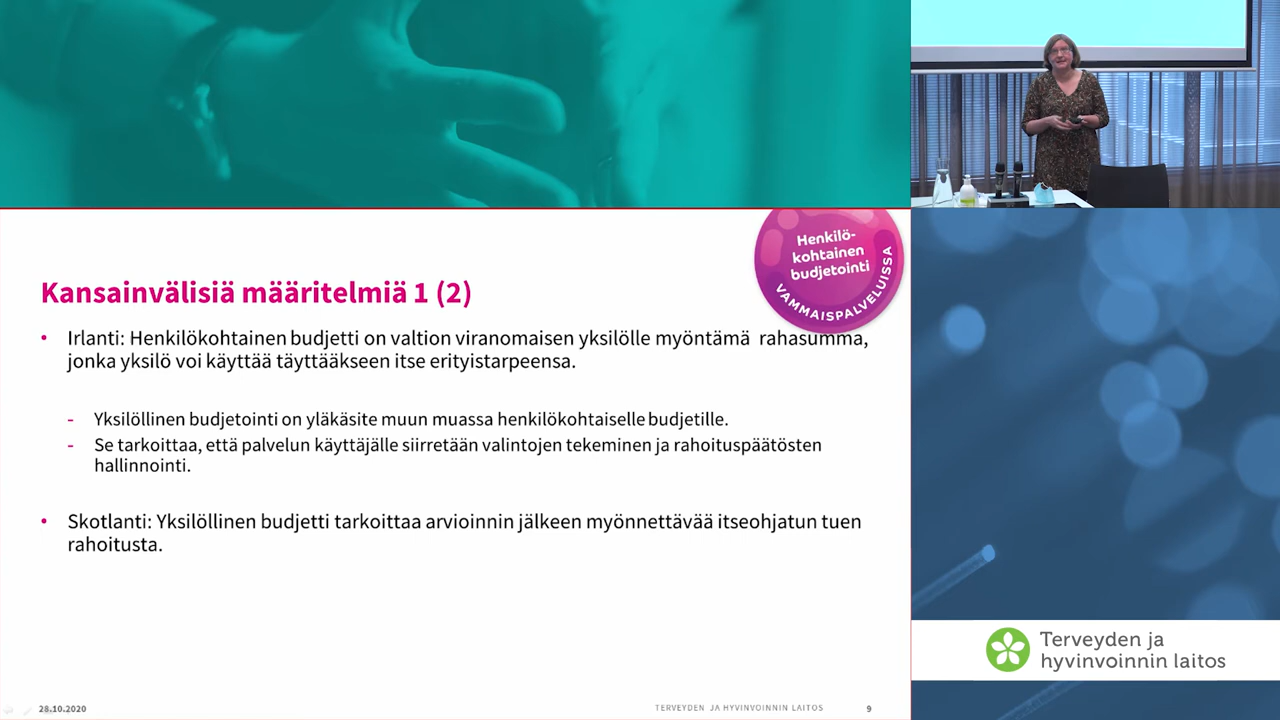 Henkilö-
kohtainen
budjetointi
VAMMAISPALVELUISSA
Kansainvälisiä määritelmiä 1 (2)
• Irlanti: Henkilökohtainen budjetti on valtion viranomaisen yksilölle myöntämä rahasumma,
jonka yksilö voi käyttää täyttääkseen itse erityistarpeensa.
- Yksilöllinen budjetointi on yläkäsite muun muassa henkilökohtaiselle budjetille.
- Se tarkoittaa, että palvelun käyttäjälle siirretään valintojen tekeminen ja rahoituspäätösten
hallinnointi.
• Skotlanti: Yksilöllinen budjetti tarkoittaa arvioinnin jälkeen myönnettävää itseohjatun tuen
rahoitusta.
28.10.2020
TERVEYDEN JA HYVINVOINNIN LAITOS
9
Terveyden ja
hyvinvoinnin laitos